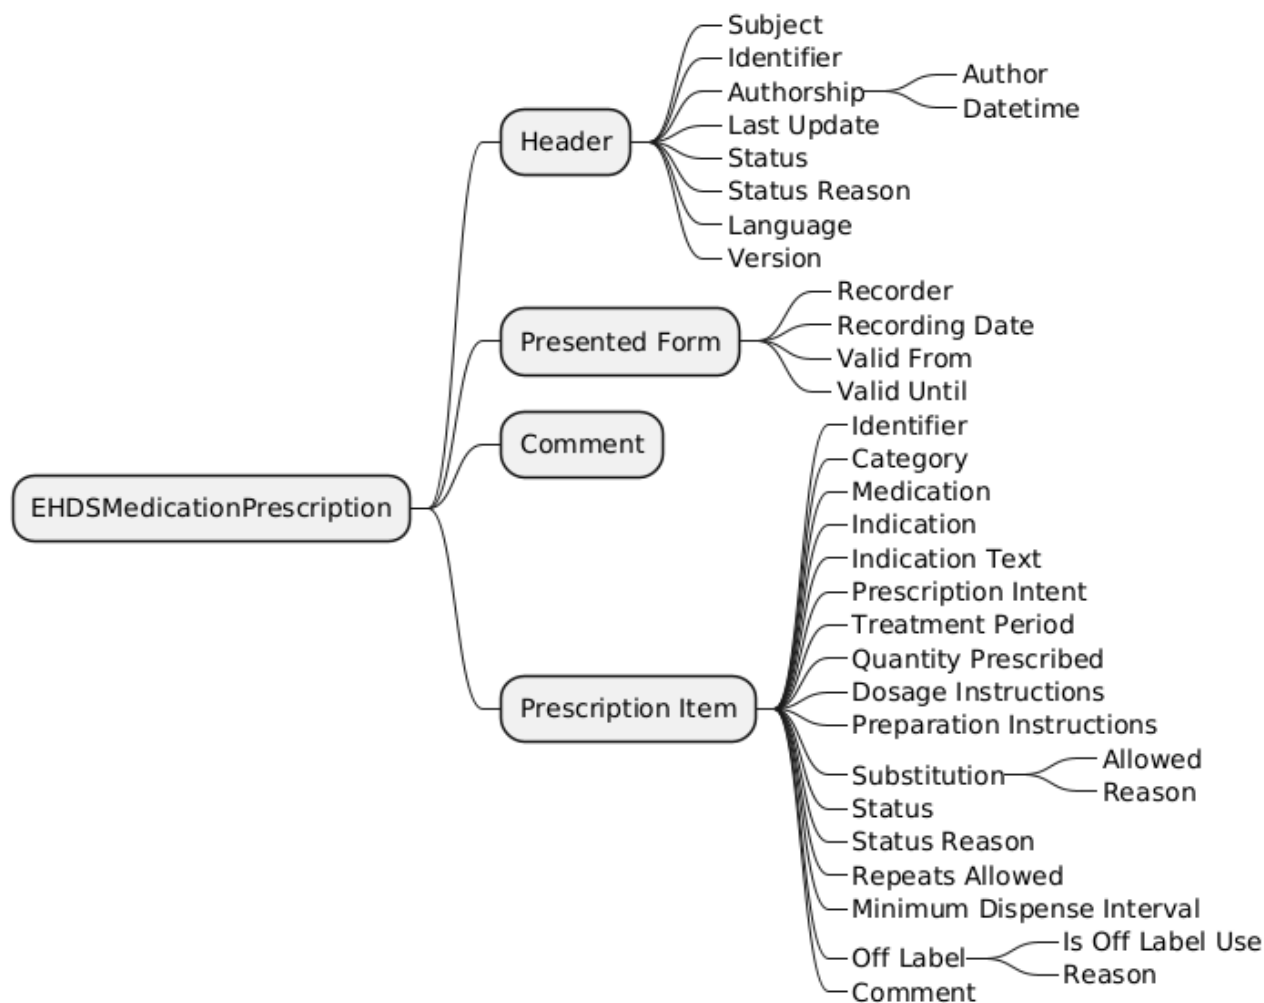 EHDSMedicationPrescription
Header
Subject
Identifier
Authorship
Author
Datetime
Last Update
Status
Status Reason
Language
Version
Presented Form
Recorder
Recording Date
Valid From
Valid Until
Comment
Prescription Item
Identifier
Category
Medication
Indication
Indication Text
Prescription Intent
Treatment Period
Quantity Prescribed
Dosage Instructions
Preparation Instructions
Substitution
Allowed
Reason
Status
Status Reason
Repeats Allowed
Minimum Dispense Interval
Off Label
Is Off Label Use
Reason
Comment